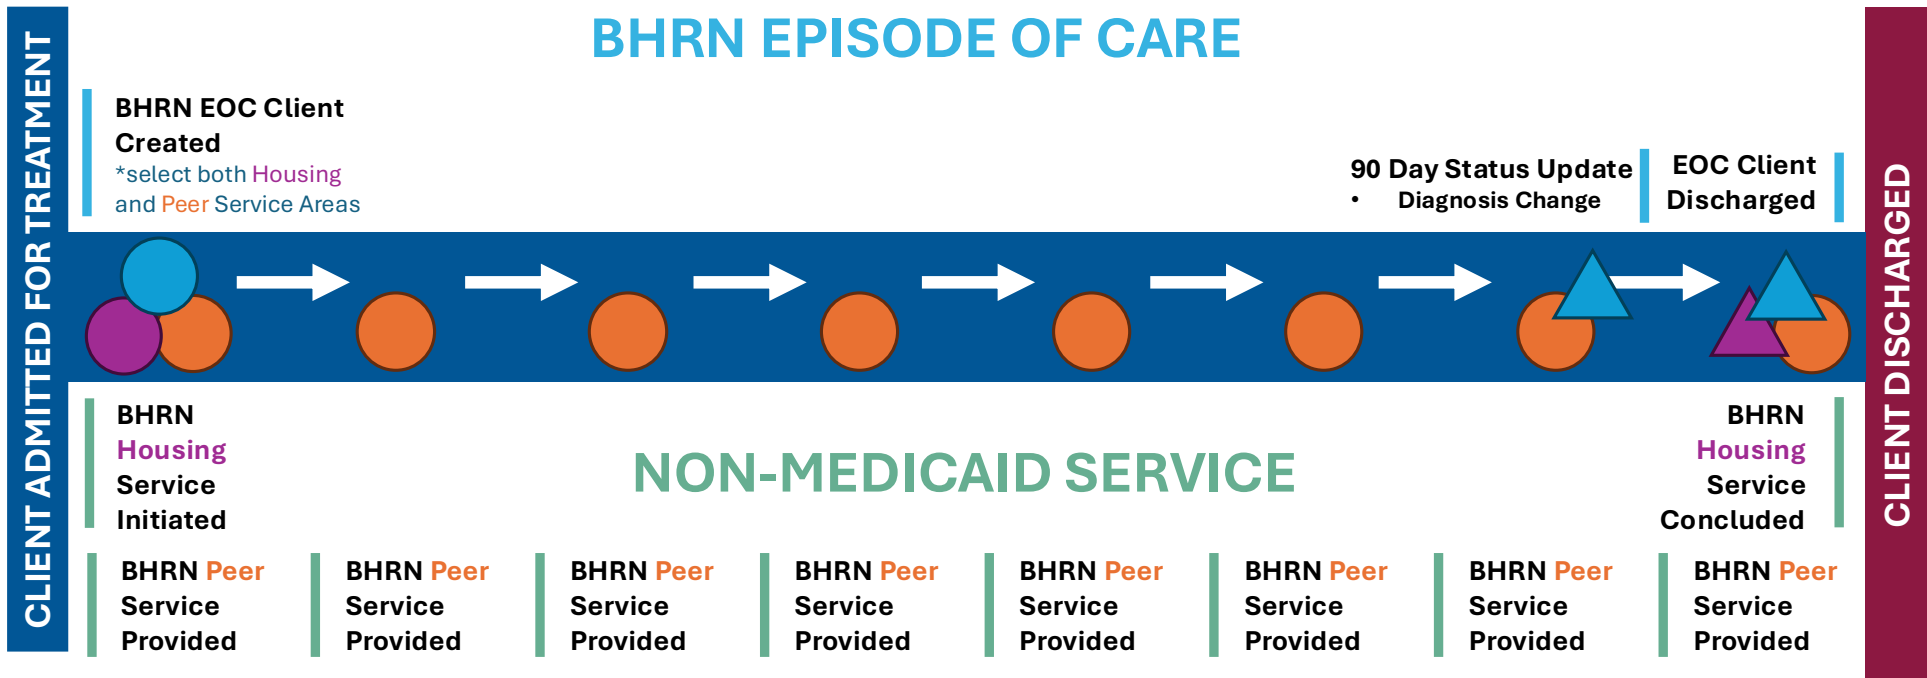 CLIENT ADMITTED FOR TREATMENT
BHRN EPISODE OF CARE
BHRN EOC Client
Created
*select both Housing
and Peer Service Areas
90 Day Status Update
• Diagnosis Change
EOC Client
Discharged
CLIENT DISCHARGED
BHRN
Housing
Service
Initiated
NON-MEDICAID SERVICE
BHRN
Housing
Service
Concluded
BHRN Peer
Service
Provided
BHRN Peer
Service
Provided
BHRN Peer
Service
Provided
BHRN Peer
Service
Provided
BHRN Peer
Service
Provided
BHRN Peer
Service
Provided
BHRN Peer
Service
Provided
BHRN Peer
Service
Provided